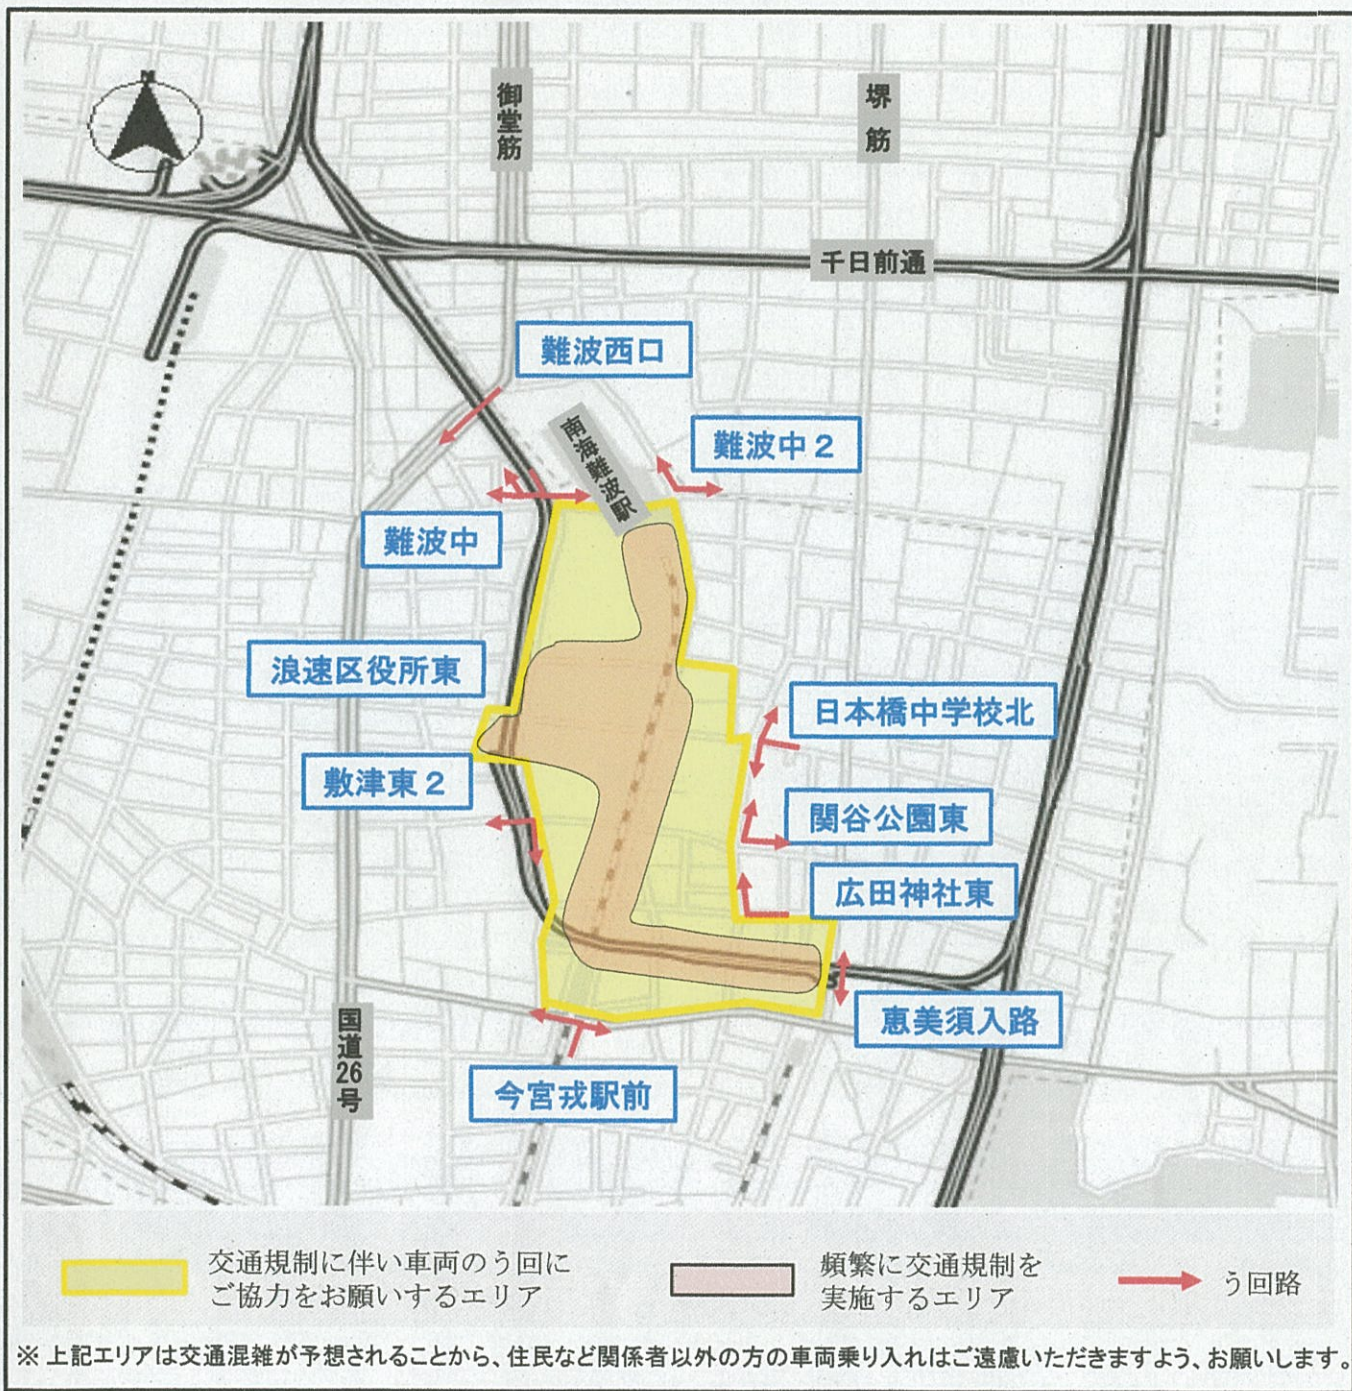 N
御堂筋
堺筋
千日前通
難波西口
南海難波駅
難波中２
難波中
浪速区役所東
日本橋中学校北
敷津東２
関谷公園東
広田神社東
恵美須入路
国道26号
今宮戎駅前
交通規制に伴い車両のう回に
ご協力をお願いするエリア
頻繁に交通規制を
実施するエリア
う回路
※ 上記エリアは交通混雑が予想されることから、住民など関係者以外の方の車両乗り入れはご遠慮いただきますよう、お願いします。